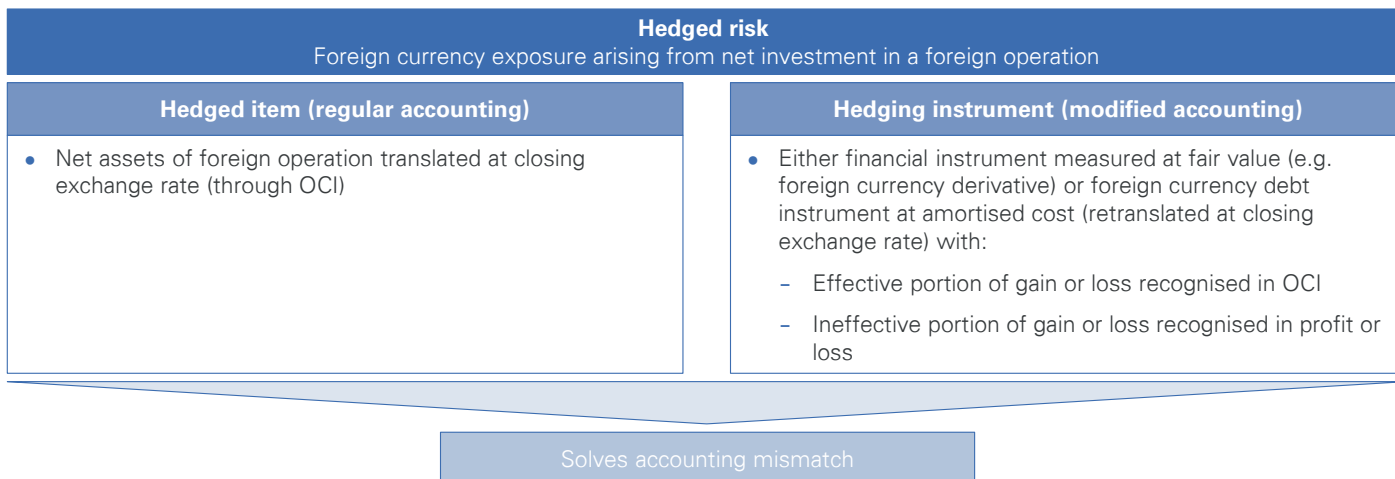 Hedged risk
Foreign currency exposure arising from net investment in a foreign operation
Hedged item (regular accounting)
• Net assets of foreign operation translated at closing
exchange rate (through OCI)
Hedging instrument (modified accounting)
• Either financial instrument measured at fair value (e.g.
foreign currency derivative) or foreign currency debt
instrument at amortised cost (retranslated at closing
exchange rate) with:
– Effective portion of gain or loss recognised in OCI
– Ineffective portion of gain or loss recognised in profit or
loss
Solves accounting mismatch